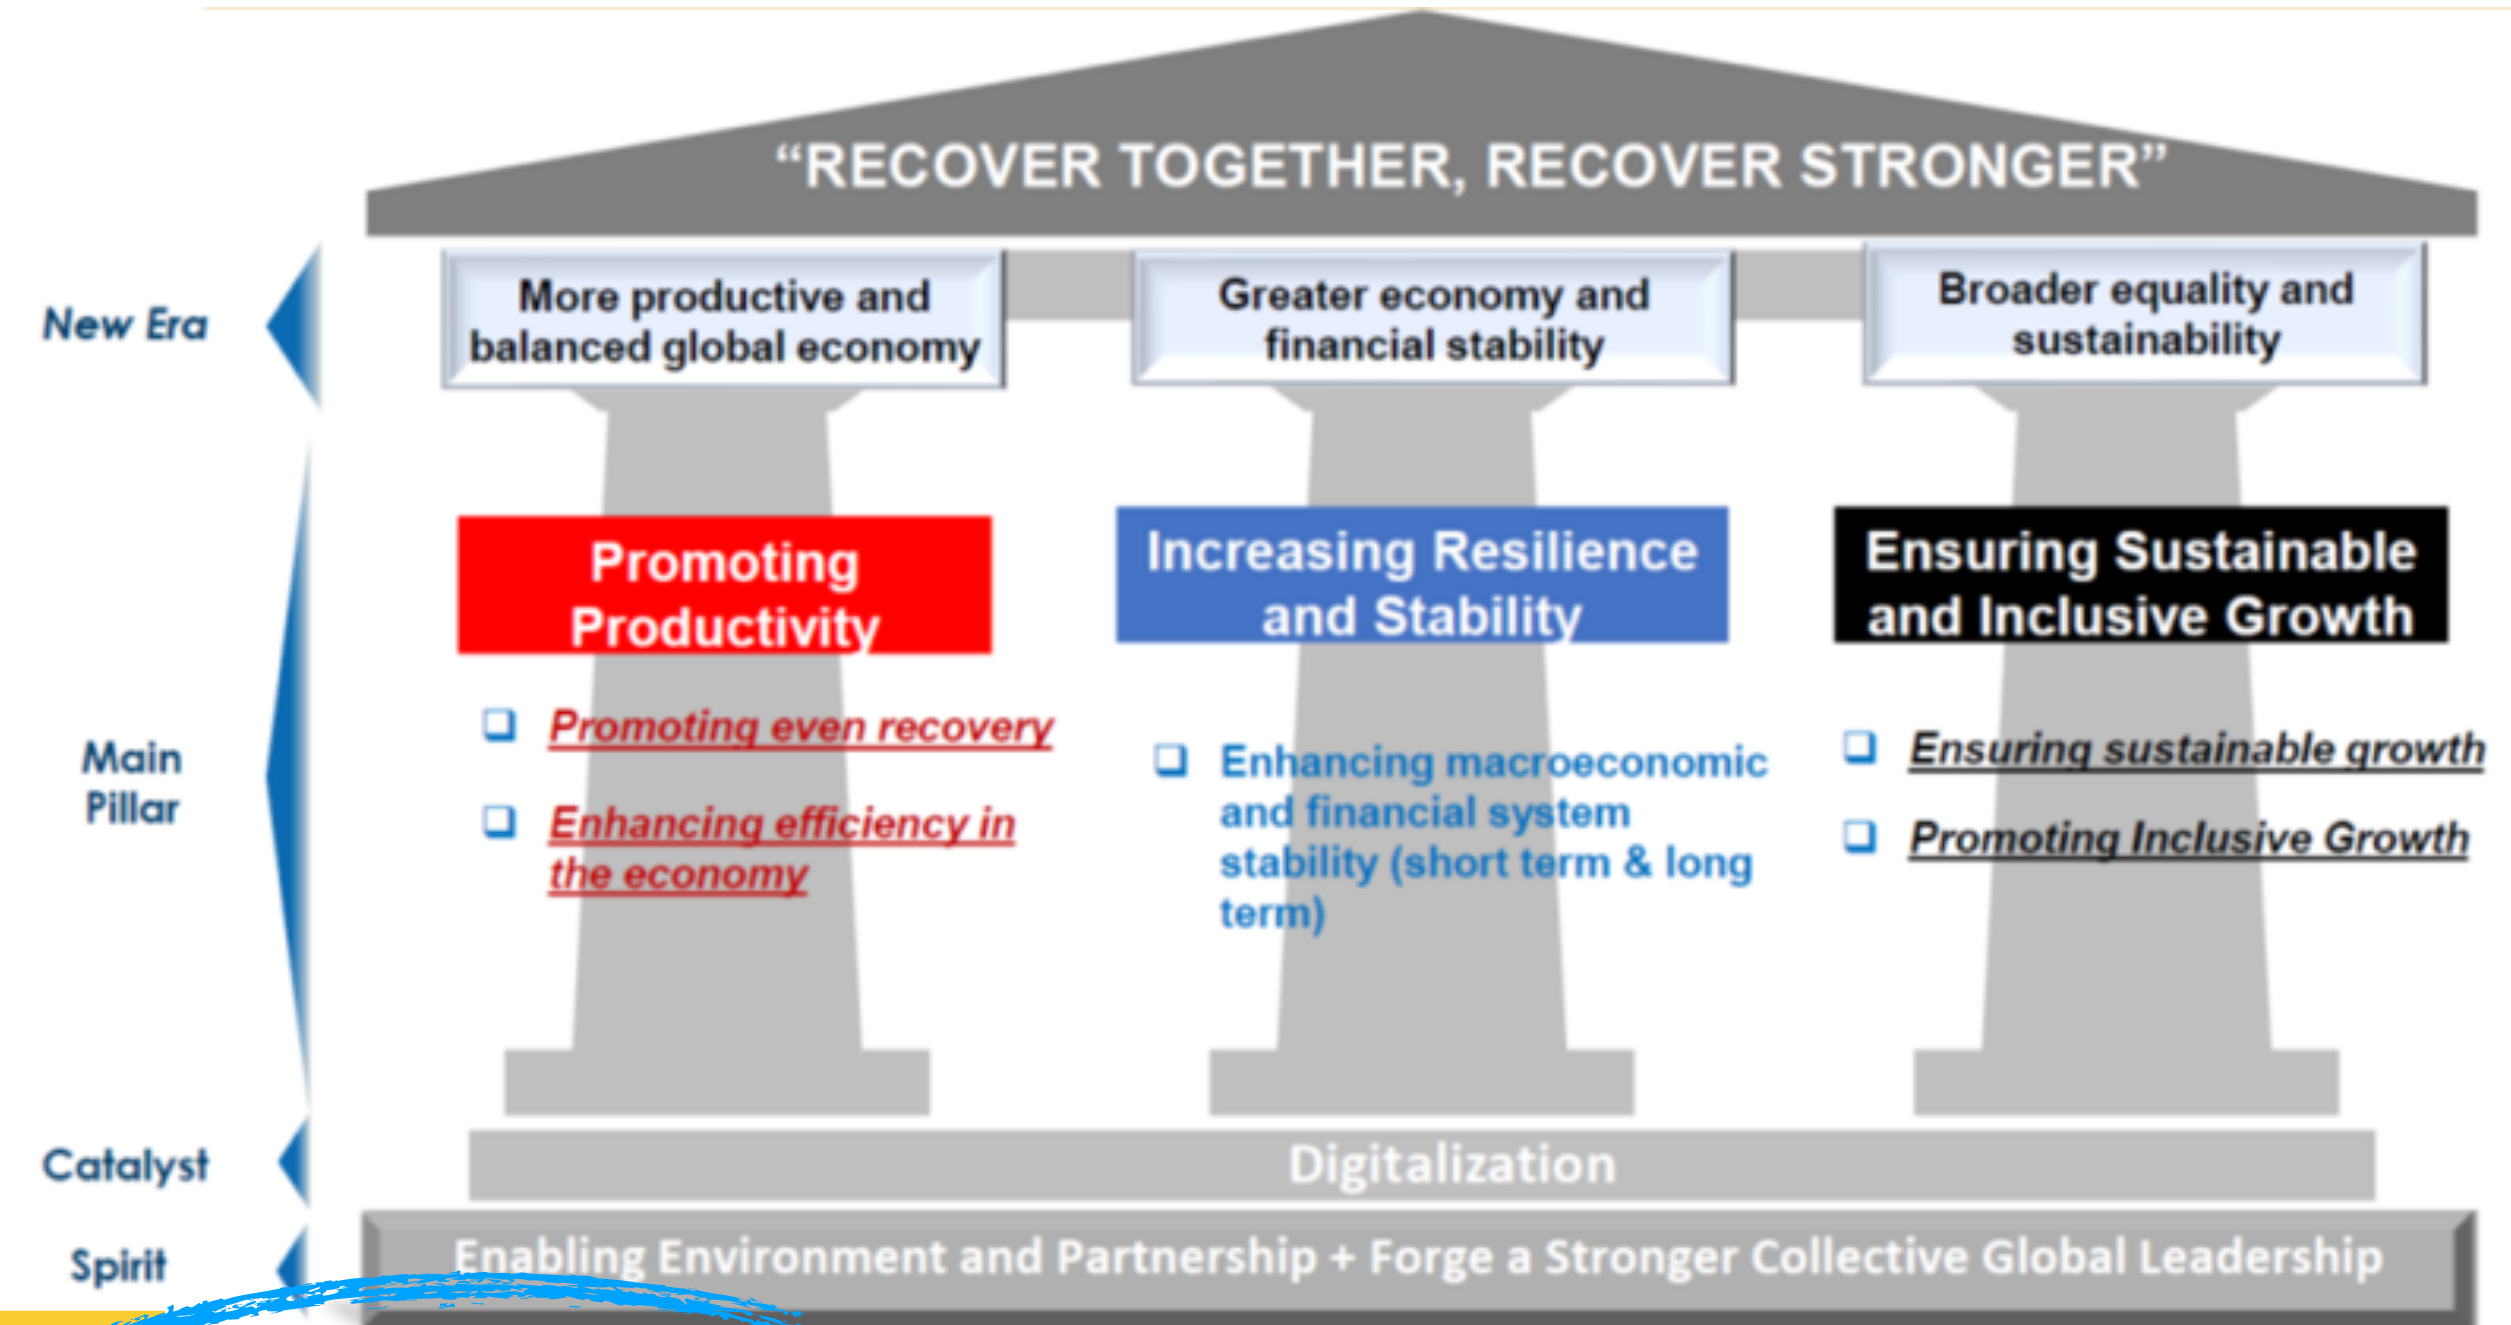 “RECOVER TOGETHER, RECOVER STRONGER”
New Era
More productive and
balanced global economy
Greater economy and
financial stability
Broader equality and
sustainability
Main
Pillar
Promoting
Productivity
❑ Promoting even recovery
❑ Enhancing efficiency in
the economy
Increasing Resilience
and Stability
❑ Enhancing macroeconomic
and financial system
stability (short term & long
term)
Ensuring Sustainable
and Inclusive Growth
❑ Ensuring sustainable growth
❑ Promoting Inclusive Growth
Catalyst
Digitalization
Spirit
Enabling Environment and Partnership + Forge a Stronger Collective Global Leadership